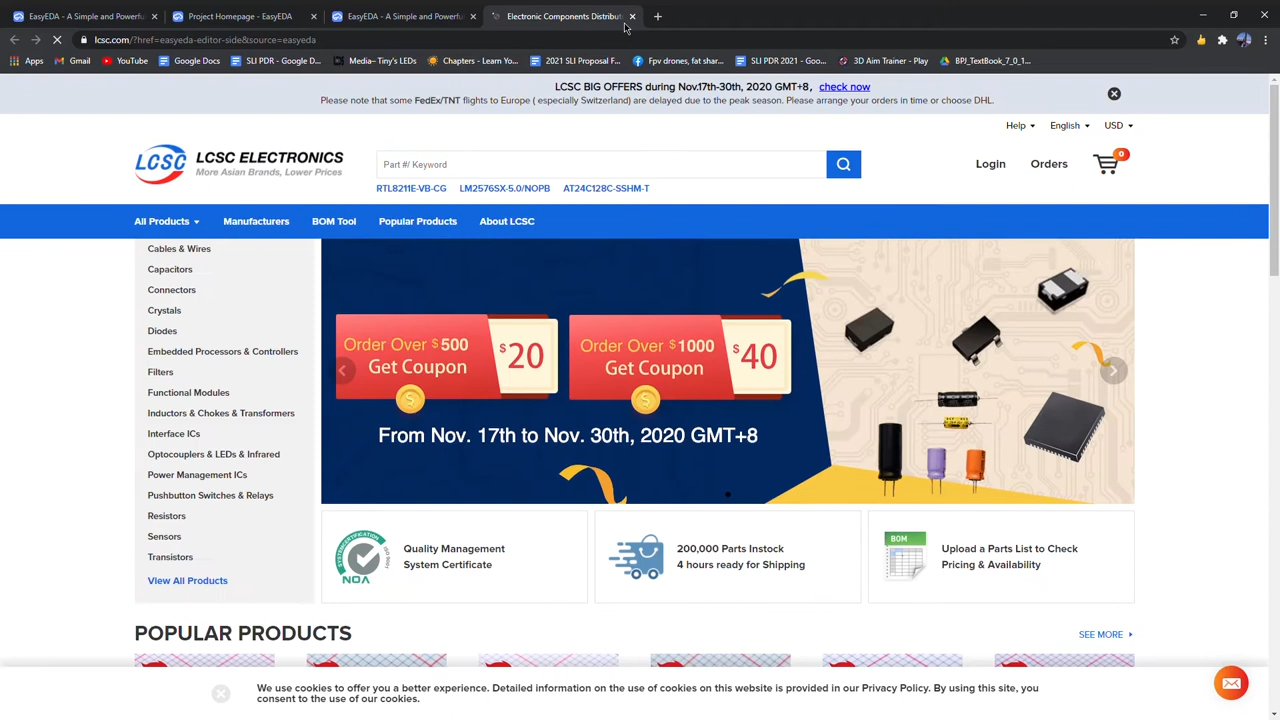 EasyEDA - A Simple and Powerfu
Project Homepage - EasyEDA
EasyEDA - A Simple and Powerfu
Electronic Components Distribut
lcsc.com/?href=easyeda-editor-side&source=easyeda
Apps
Gmail
YouTube
Google Docs
SLI PDR - Google D...
Media– Tiny's LEDs
Chapters - Learn Yo...
2021 SLI Proposal F...
Fpv drones, fat shar...
SLI PDR 2021 - Goo...
3D Aim Trainer - Play
BPJ_TextBook_7_0_1...
LCSC BIG OFFERS during Nov.17th-30th, 2020 GMT+8, check now
Please note that some FedEx/TNT flights to Europe ( especially Switzerland) are delayed due to the peak season. Please arrange your orders in time or choose DHL.
Help
English
USD
LCSC
LCSC ELECTRONICS
More Asian Brands, Lower Prices
Part #/ Keyword
Login
Orders
0
RTL8211E-VB-CG
LM2576SX-5.0/NOPB
AT24C128C-SSHM-T
All Products
Manufacturers
BOM Tool
Popular Products
About LCSC
Cables & Wires
Capacitors
Connectors
Crystals
Diodes
Embedded Processors & Controllers
Filters
Functional Modules
Inductors & Chokes & Transformers
Interface ICs
Optocouplers & LEDs & Infrared
Power Management ICs
Pushbutton Switches & Relays
Resistors
Sensors
Transistors
View All Products
Order Over $500
Get Coupon
$20
Order Over $1000
Get Coupon
$40
From Nov. 17th to Nov. 30th, 2020 GMT+8
NQA
Quality Management
System Certificate
200,000 Parts Instock
4 hours ready for Shipping
BOM
Upload a Parts List to Check
Pricing & Availability
POPULAR PRODUCTS
SEE MORE
We use cookies to offer you a better experience. Detailed information on the use of cookies on this website is provided in our Privacy Policy. By using this site, you
consent to the use of our cookies.